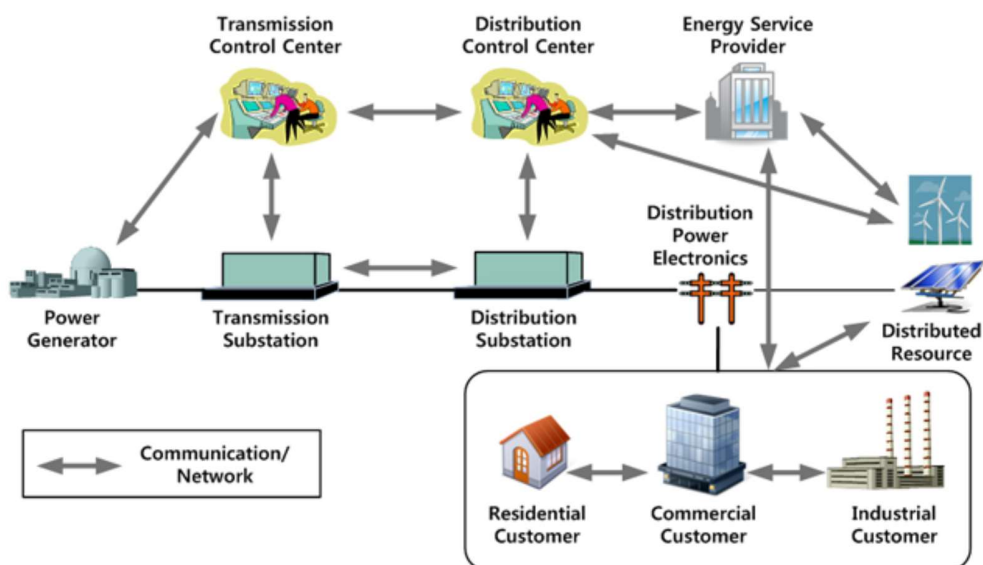 Transmission
Control Center
Distribution
Control Center
Energy Service
Provider
Distribution
Power
Electronics
Power
Generator
Transmission
Substation
Distribution
Substation
Distributed
Resource
Communication/
Network
Residential
Customer
Commercial
Customer
Industrial
Customer